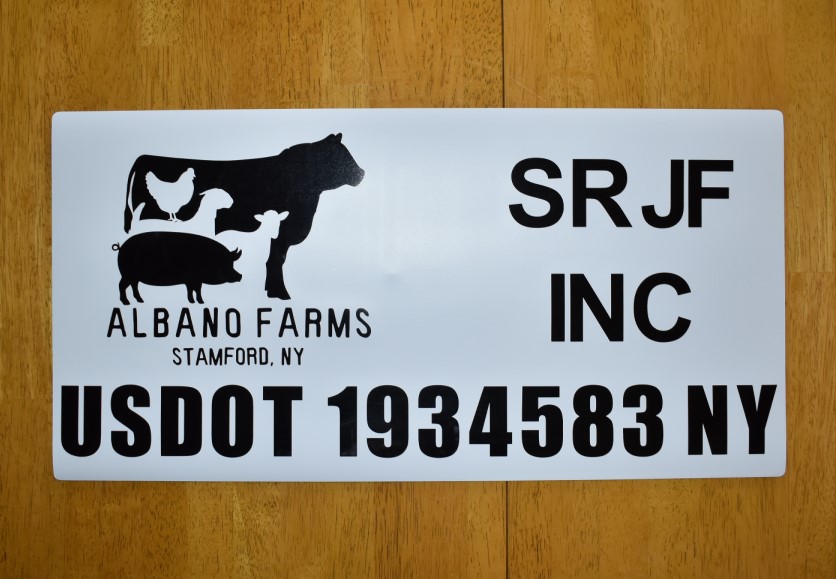 SRJF
INC
ALBANO FARMS
STAMFORD, NY
USDOT 1934583 NY